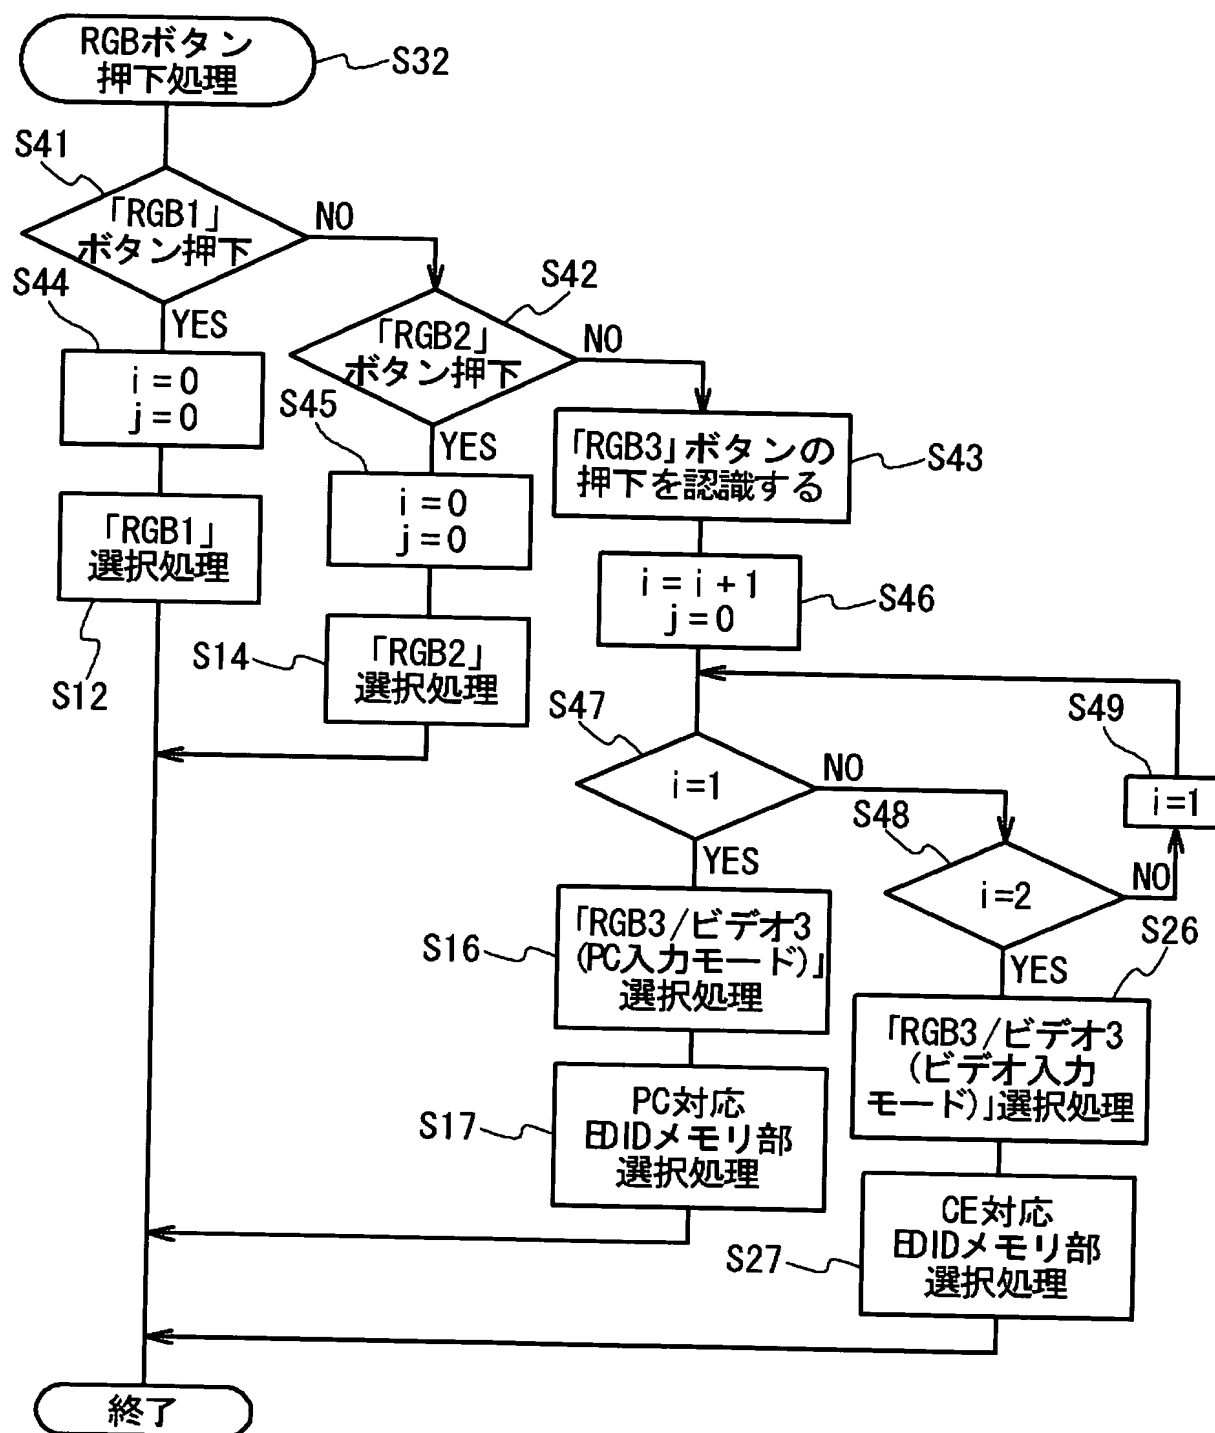 RGBボタン
押下処理
S32
S41
「RGB1」
ボタン押下
NO
S44
YES
i=0
j=0
「RGB1」
選択処理
S12
S42
「RGB2」
ボタン押下
NO
S45
YES
i=0
j=0
S14
「RGB2」
選択処理
「RGB3」ボタンの
押下を認識する
S43
i=i+1
j=0
S46
S47
i=1
NO
YES
S49
i=1
S48
i=2
NO
YES
S16
「RGB3/ビデオ3
(PC入力モード)」
選択処理
S26
「RGB3/ビデオ3
(ビデオ入力
モード)」選択処理
S17
PC対応
EDIDメモリ部
選択処理
S27
CE対応
EDIDメモリ部
選択処理
終了